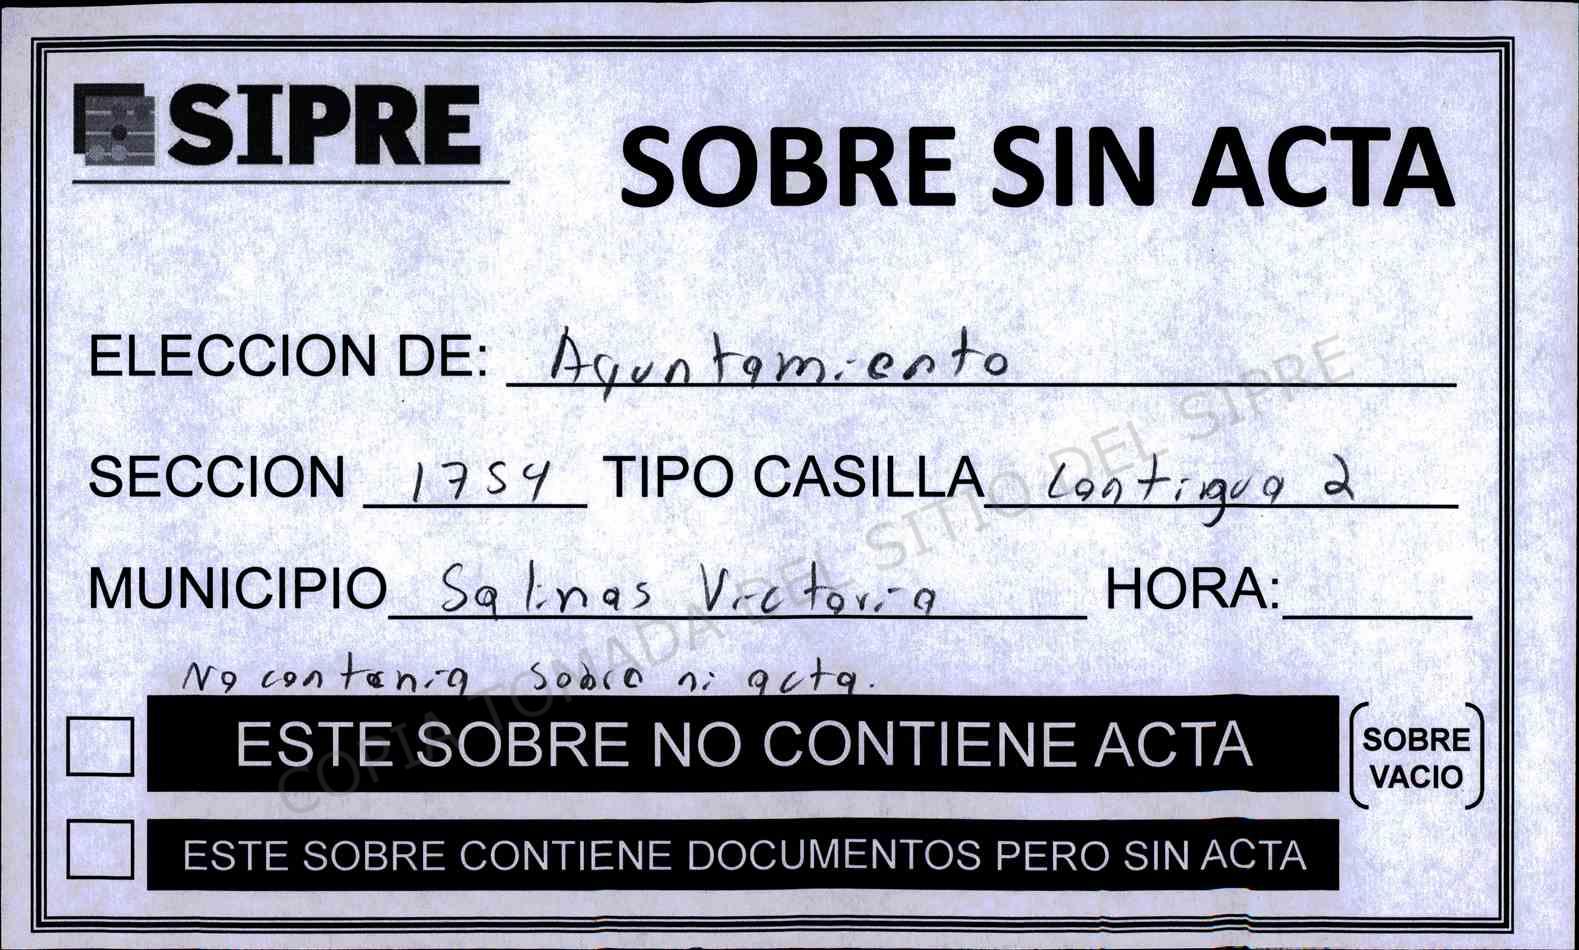 SIPRE
SOBRE SIN ACTA
ELECCION DE: Ayuntamiento
SECCION 1754 TIPO CASILLA Contigua 2
MUNICIPIO Salinas Victoria HORA:
No contenia sobre ni acta.
ESTE SOBRE NO CONTIENE ACTA (SOBRE VACIO)
ESTE SOBRE CONTIENE DOCUMENTOS PERO SIN ACTA
COPIA TOMADA DEL SITIO DEL SIPRE